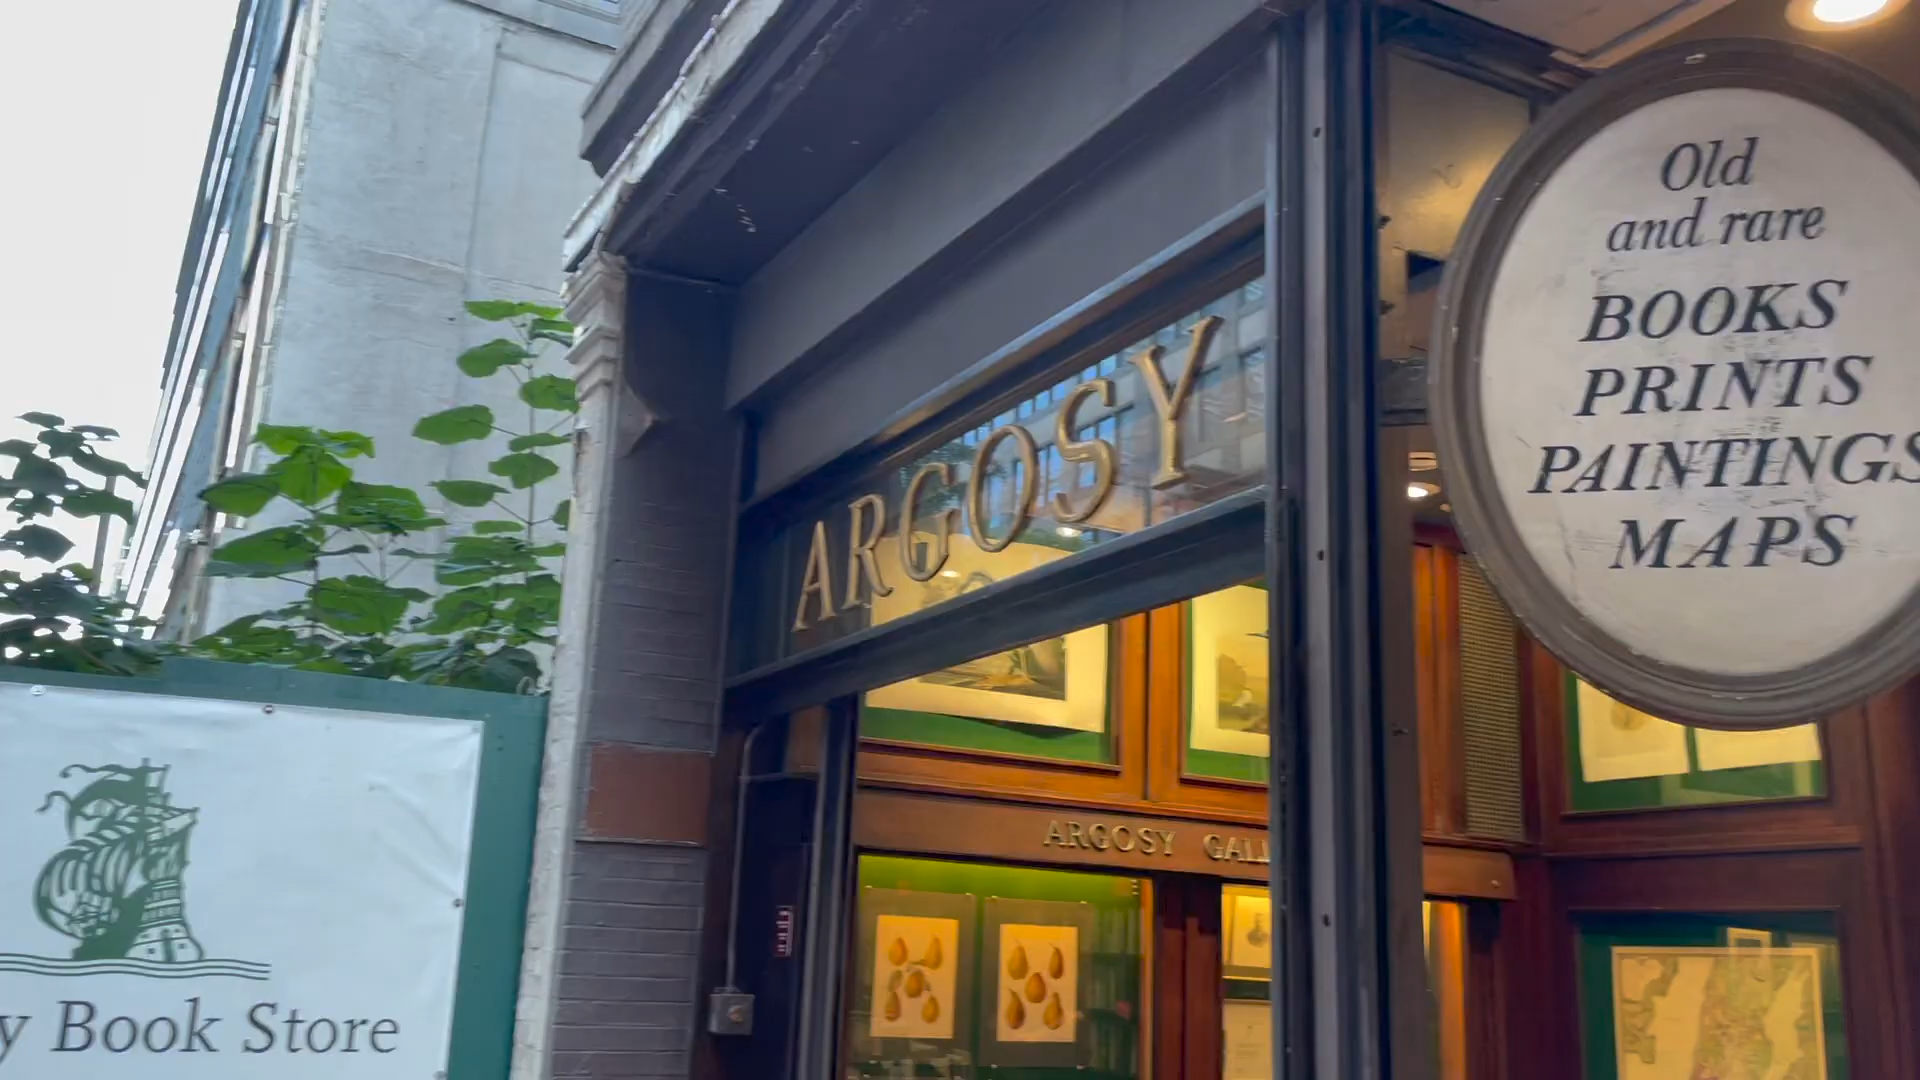 ARGOSY
Old
and rare
BOOKS
PRINTS
PAINTINGS
MAPS
ARGOSY GALL
y Book Store